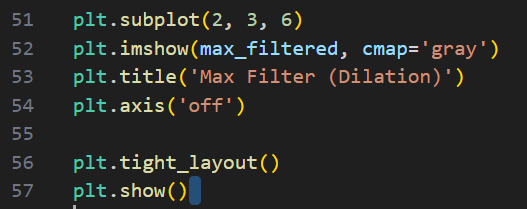 51 plt.subplot(2, 3, 6)
52 plt.imshow(max_filtered, cmap='gray')
53 plt.title('Max Filter (Dilation)')
54 plt.axis('off')
55
56 plt.tight_layout()
57 plt.show()